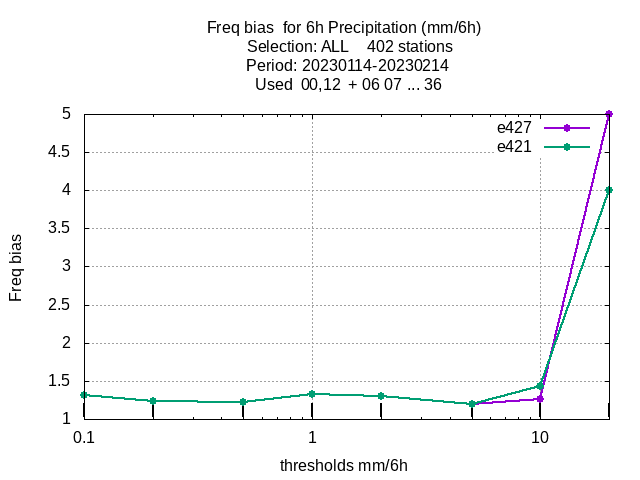 Freq bias  for 6h Precipitation (mm/6h)
Selection: ALL    402 stations
Period: 20230114-20230214
Used  00,12  + 06 07 ... 36
e427
e421
5
4.5
4
3.5
3
2.5
2
1.5
1
Freq bias
0.1 1 10
thresholds mm/6h